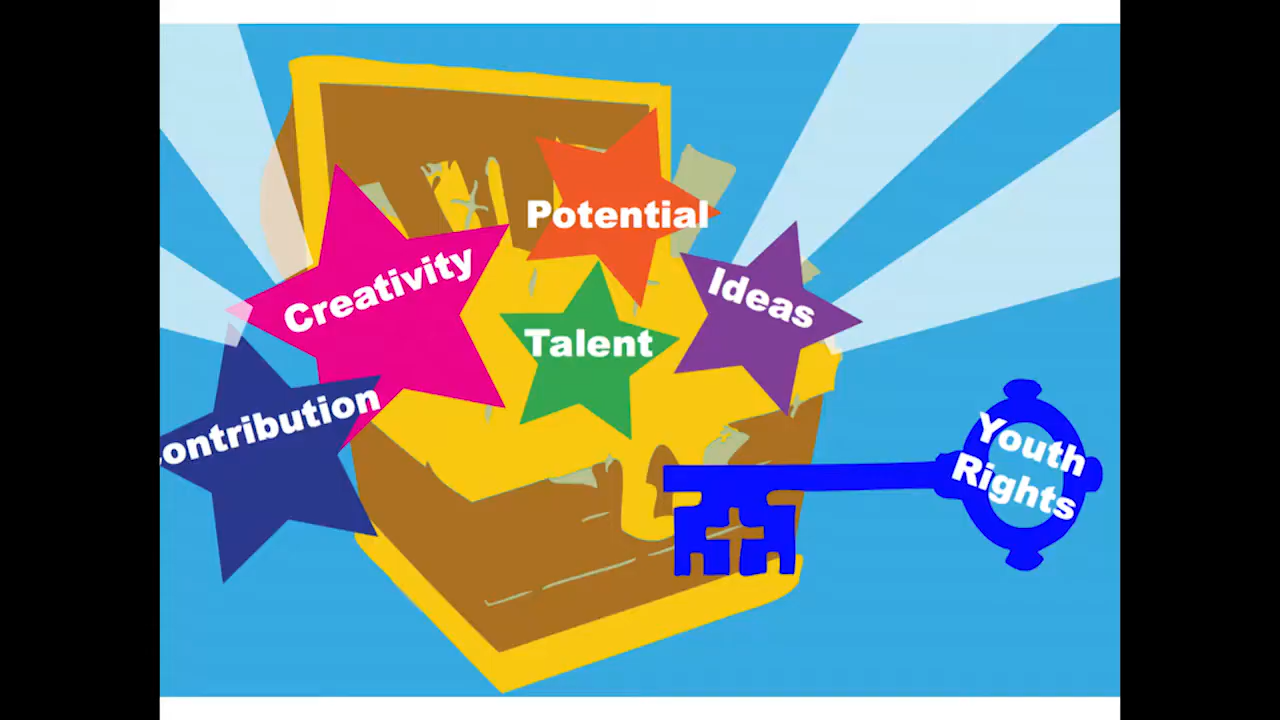 Potential
Creativity
Ideas
Talent
ontribution
Youth
Rights